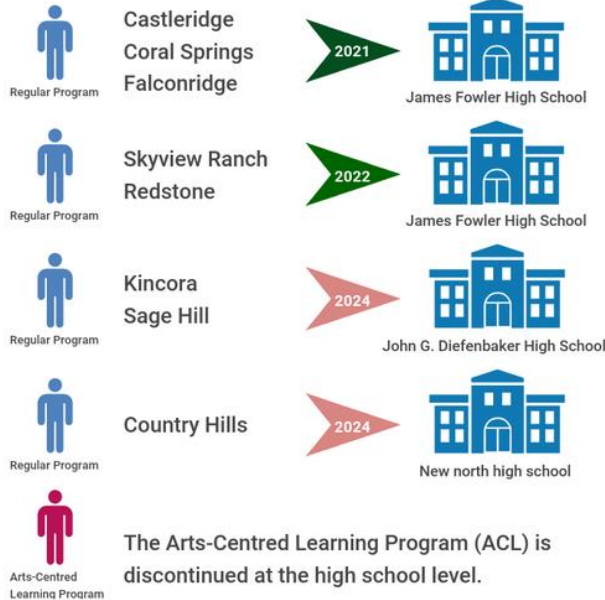 Castleridge
Coral Springs
Falconridge
2021
Regular Program
James Fowler High School
Skyview Ranch
Redstone
2022
Regular Program
James Fowler High School
Kincora
Sage Hill
2024
Regular Program
John G. Diefenbaker High School
Country Hills
2024
Regular Program
New north high school
The Arts-Centred Learning Program (ACL) is
discontinued at the high school level.
Arts-Centred
Learning Program